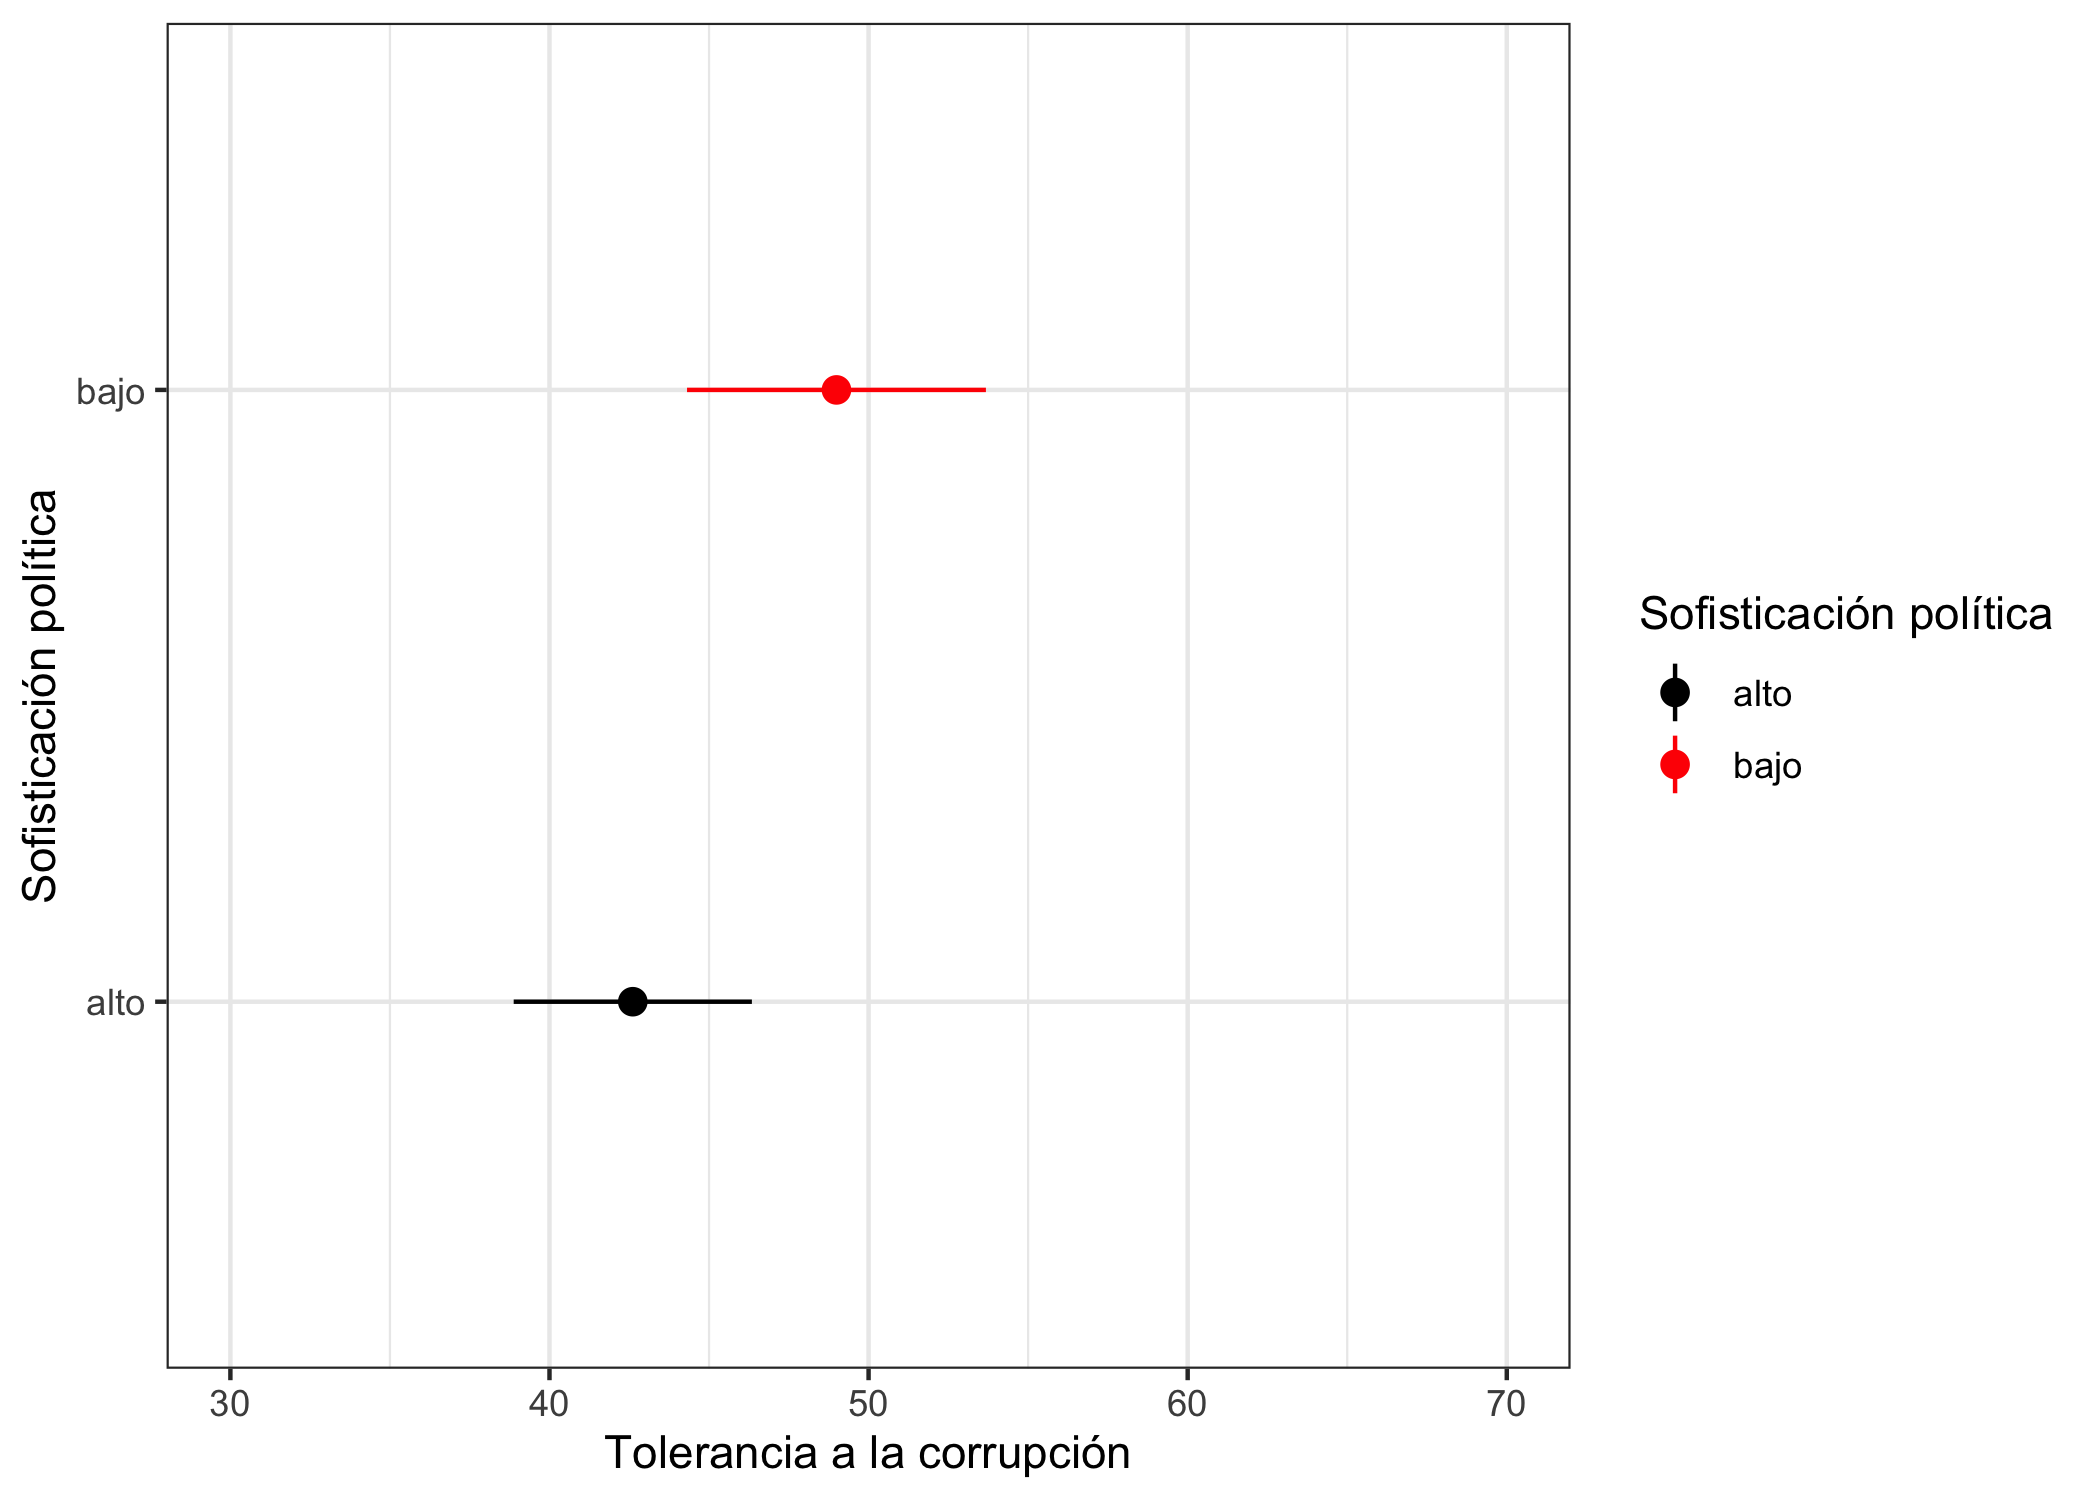 Sofisticación política
bajo
alto
30 40 50 60 70
Tolerancia a la corrupción
Sofisticación política
alto
bajo